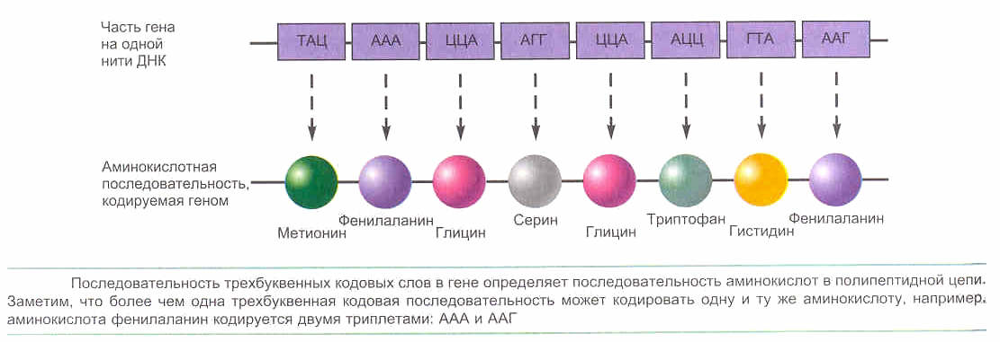 Часть гена
на одной
нити ДНК
ТАЦ ААА ЦЦА АГГ ЦЦА АЦЦ ГТА ААГ
Аминокислотная
последовательность,
кодируемая геном
Метионин Фенилаланин Глицин Серин Глицин Триптофан Гистидин Фенилаланин
Последовательность трехбуквенных кодовых слов в гене определяет последовательность аминокислот в полипептидной цепи.
Заметим, что более чем одна трехбуквенная кодовая последовательность может кодировать одну и ту же аминокислоту, например,
аминокислота фенилаланин кодируется двумя триплетами: ААА и ААГ